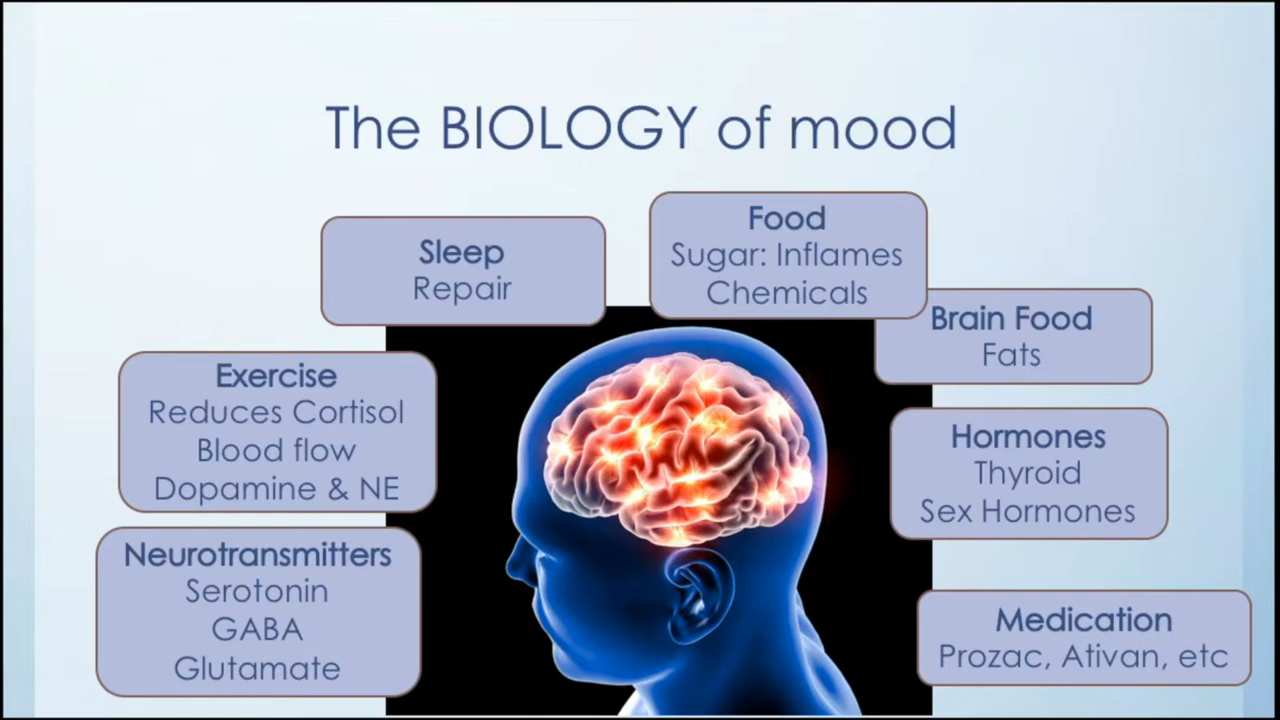 The BIOLOGY of mood
Sleep
Repair
Food
Sugar: Inflames
Chemicals
Brain Food
Fats
Exercise
Reduces Cortisol
Blood flow
Dopamine & NE
Hormones
Thyroid
Sex Hormones
Neurotransmitters
Serotonin
GABA
Glutamate
Medication
Prozac, Ativan, etc